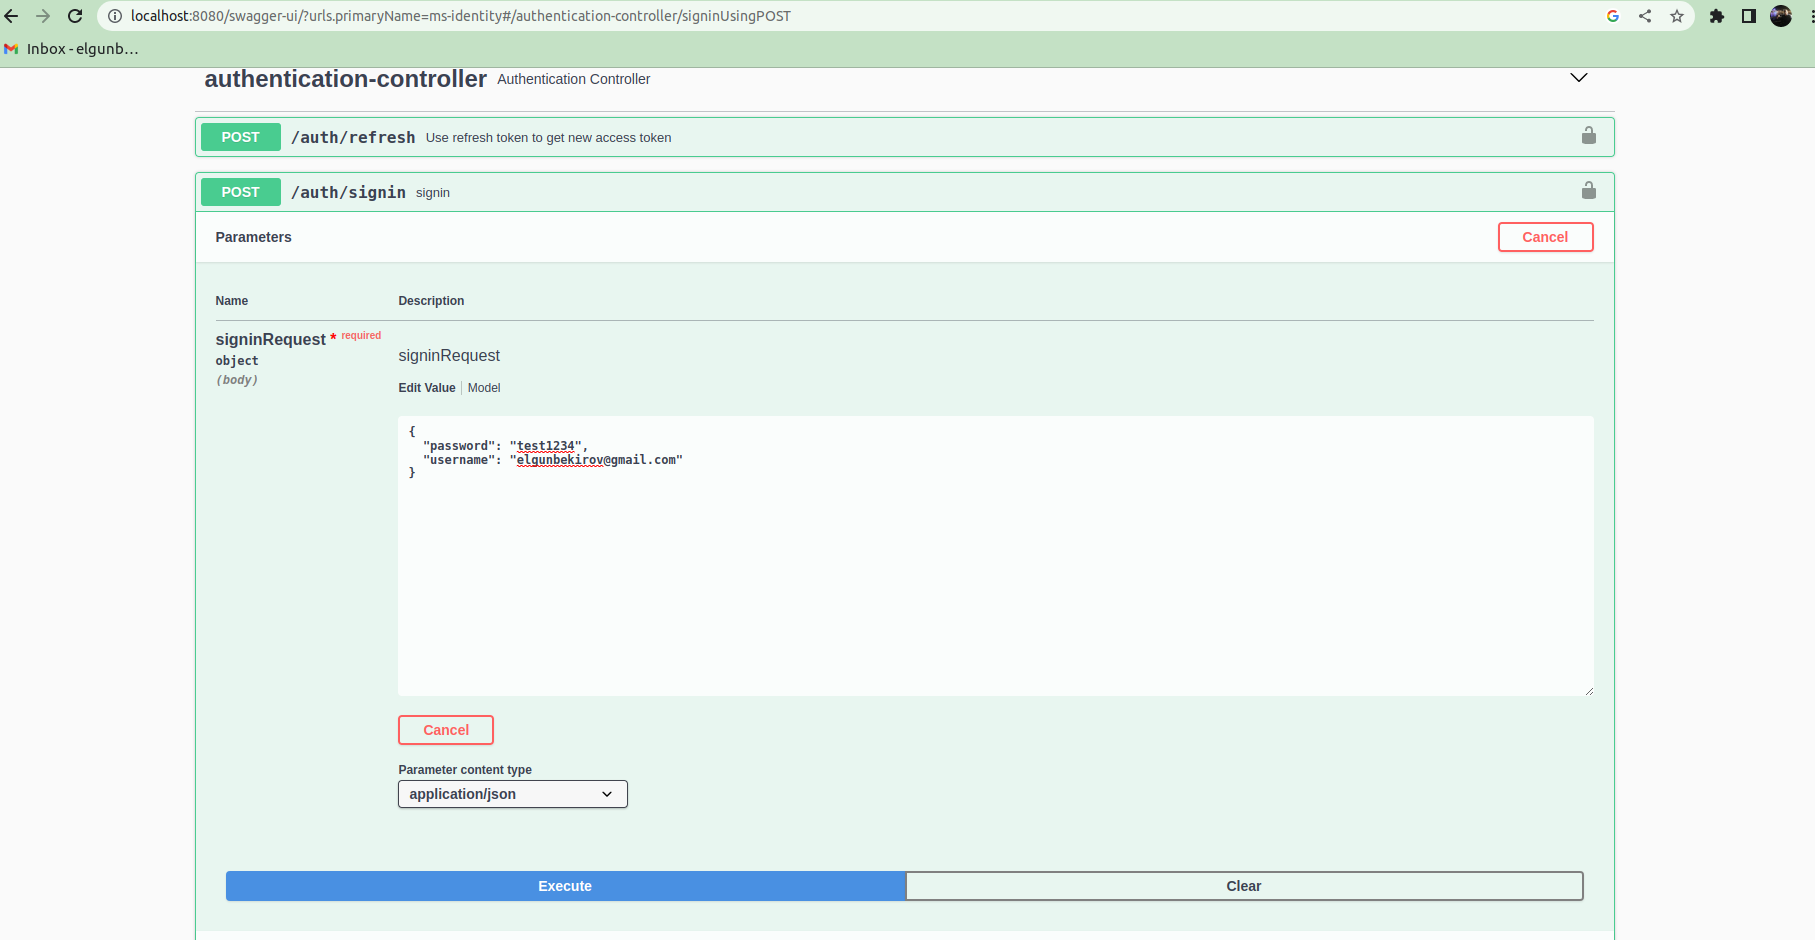 localhost:8080/swagger-ui/?urls.primaryName=ms-identity#/authentication-controller/signinUsingPOST
Inbox - elgunb…
authentication-controller Authentication Controller
POST /auth/refresh Use refresh token to get new access token
POST /auth/signin signin
Parameters Cancel
Name Description
signinRequest * required
object
(body)
signinRequest
Edit Value Model
{
"password": "test1234",
"username": "elgunbekirov@gmail.com"
}
Cancel
Parameter content type
application/json
Execute Clear